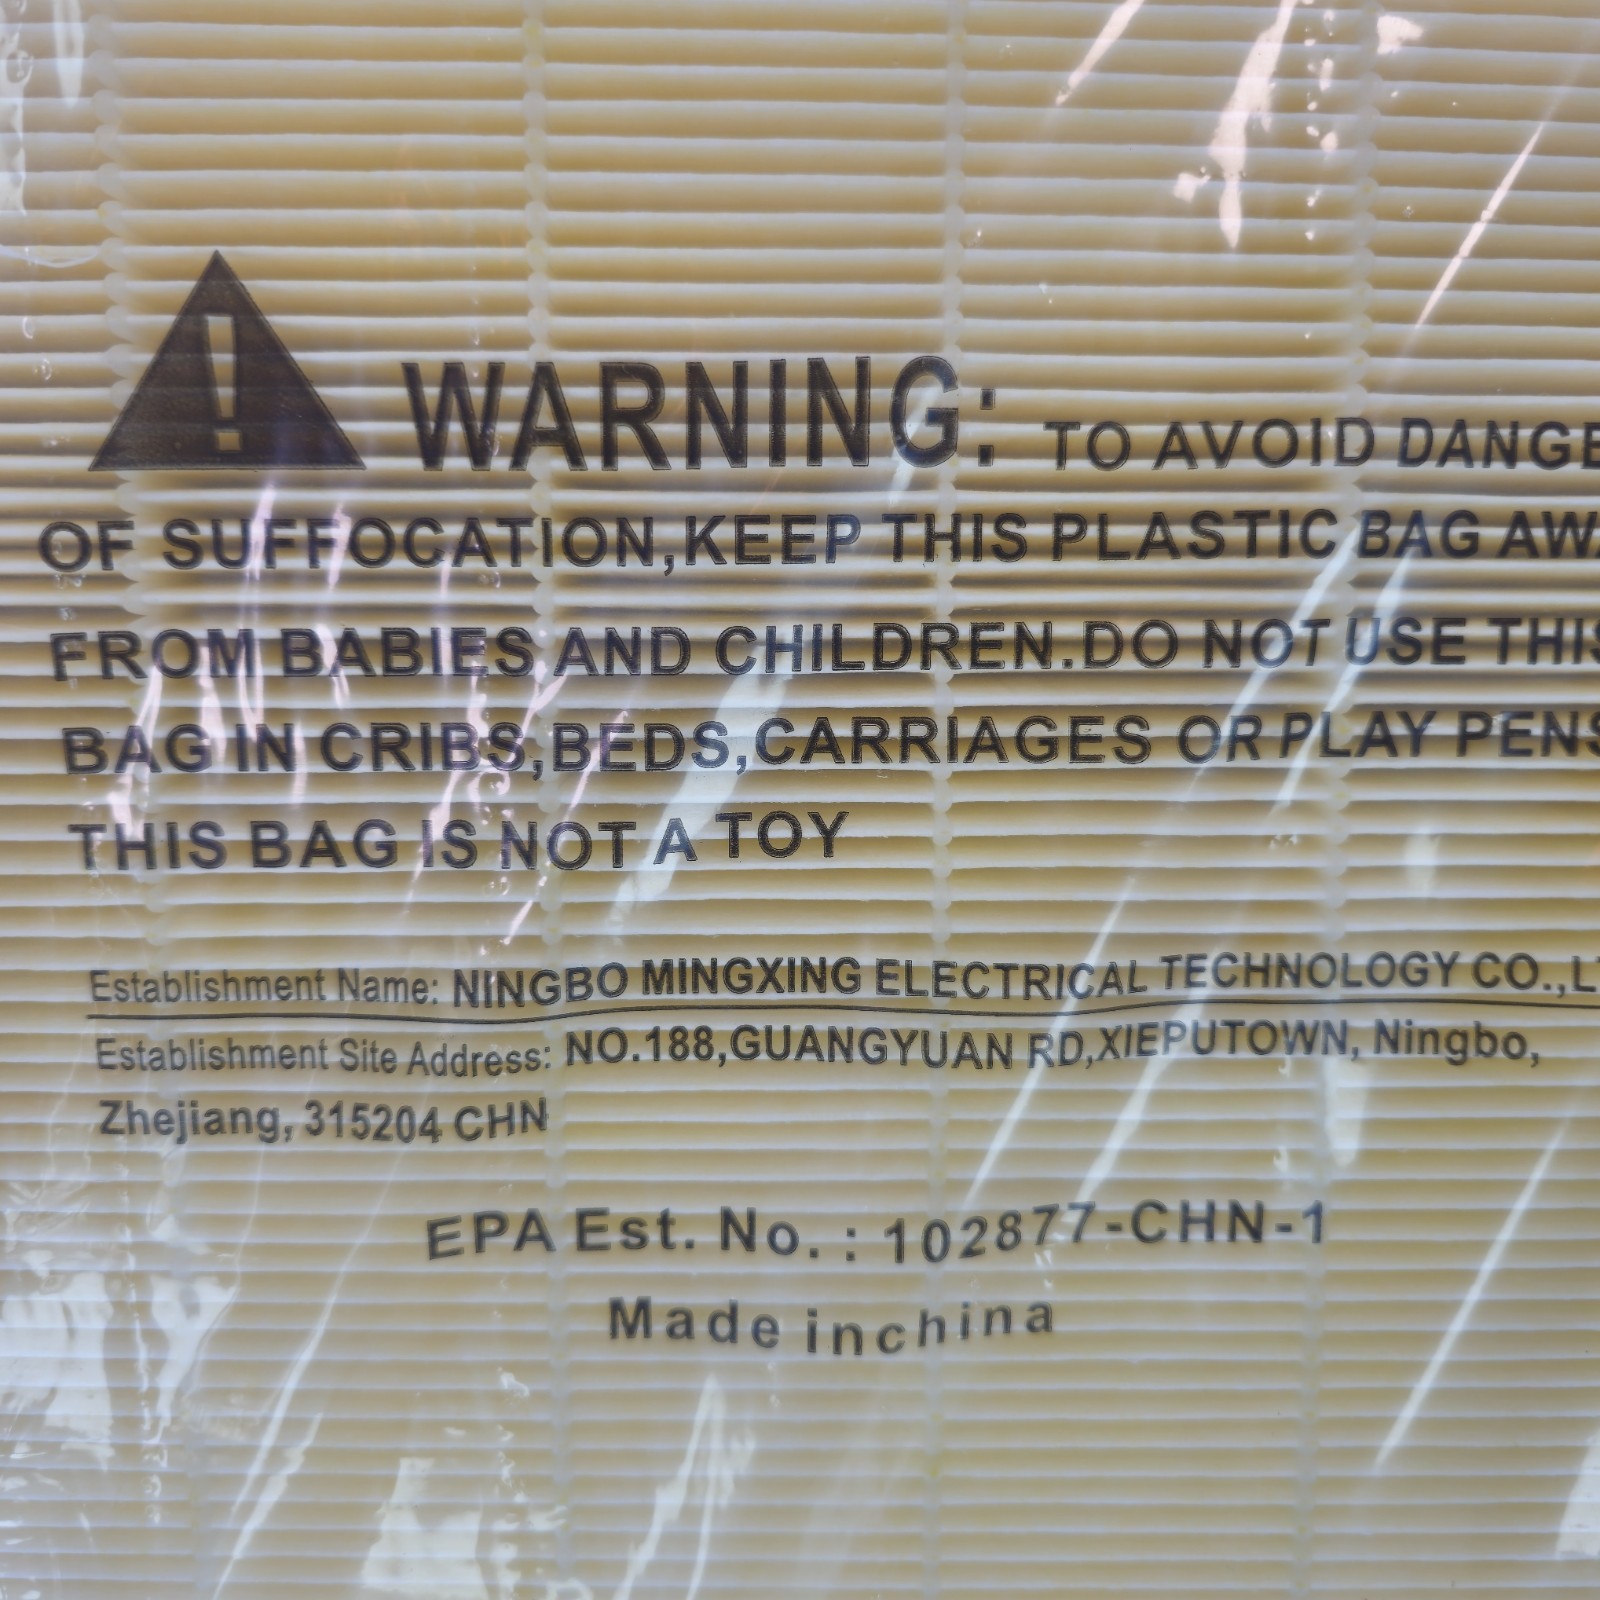 WARNING: TO AVOID DANGE
OF SUFFOCATION,KEEP THIS PLASTIC BAG AWA
FROM BABIES AND CHILDREN.DO NOT USE THIS
BAG IN CRIBS,BEDS,CARRIAGES OR PLAY PENS
THIS BAG IS NOT A TOY
Establishment Name: NINGBO MINGXING ELECTRICAL TECHNOLOGY CO.,LT
Establishment Site Address: NO.188,GUANGYUAN RD,XIEPUTOWN, Ningbo,
Zhejiang, 315204 CHN
EPA Est. No. : 102877-CHN-1
Made inchina